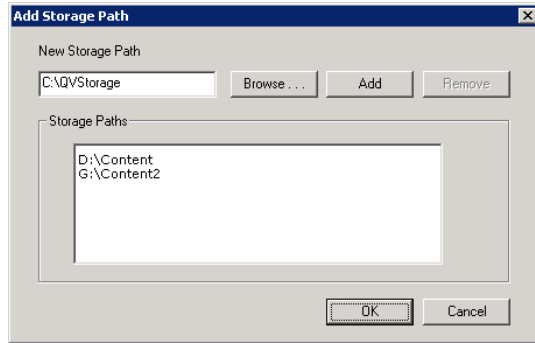 Add Storage Path
New Storage Path
C:\QVStorage
Browse . . .
Add
Remove
Storage Paths
D:\Content
G:\Content2
OK
Cancel